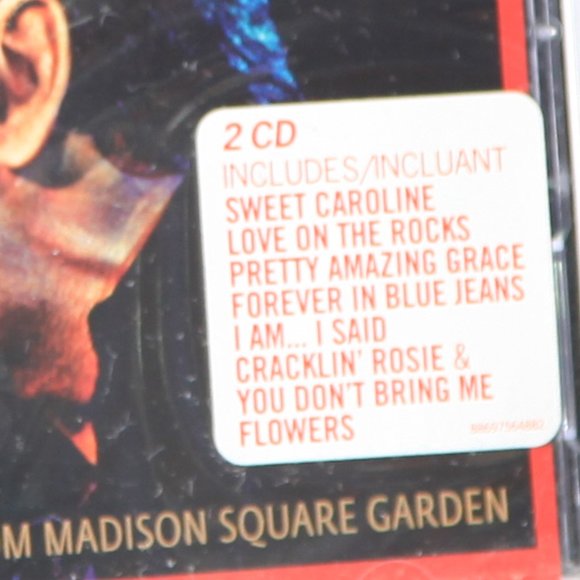 2 CD
INCLUDES/INCLUANT
SWEET CAROLINE
LOVE ON THE ROCKS
PRETTY AMAZING GRACE
FOREVER IN BLUE JEANS
I AM... I SAID
CRACKLIN' ROSIE &
YOU DON'T BRING ME
FLOWERS
M MADISON SQUARE GARDEN